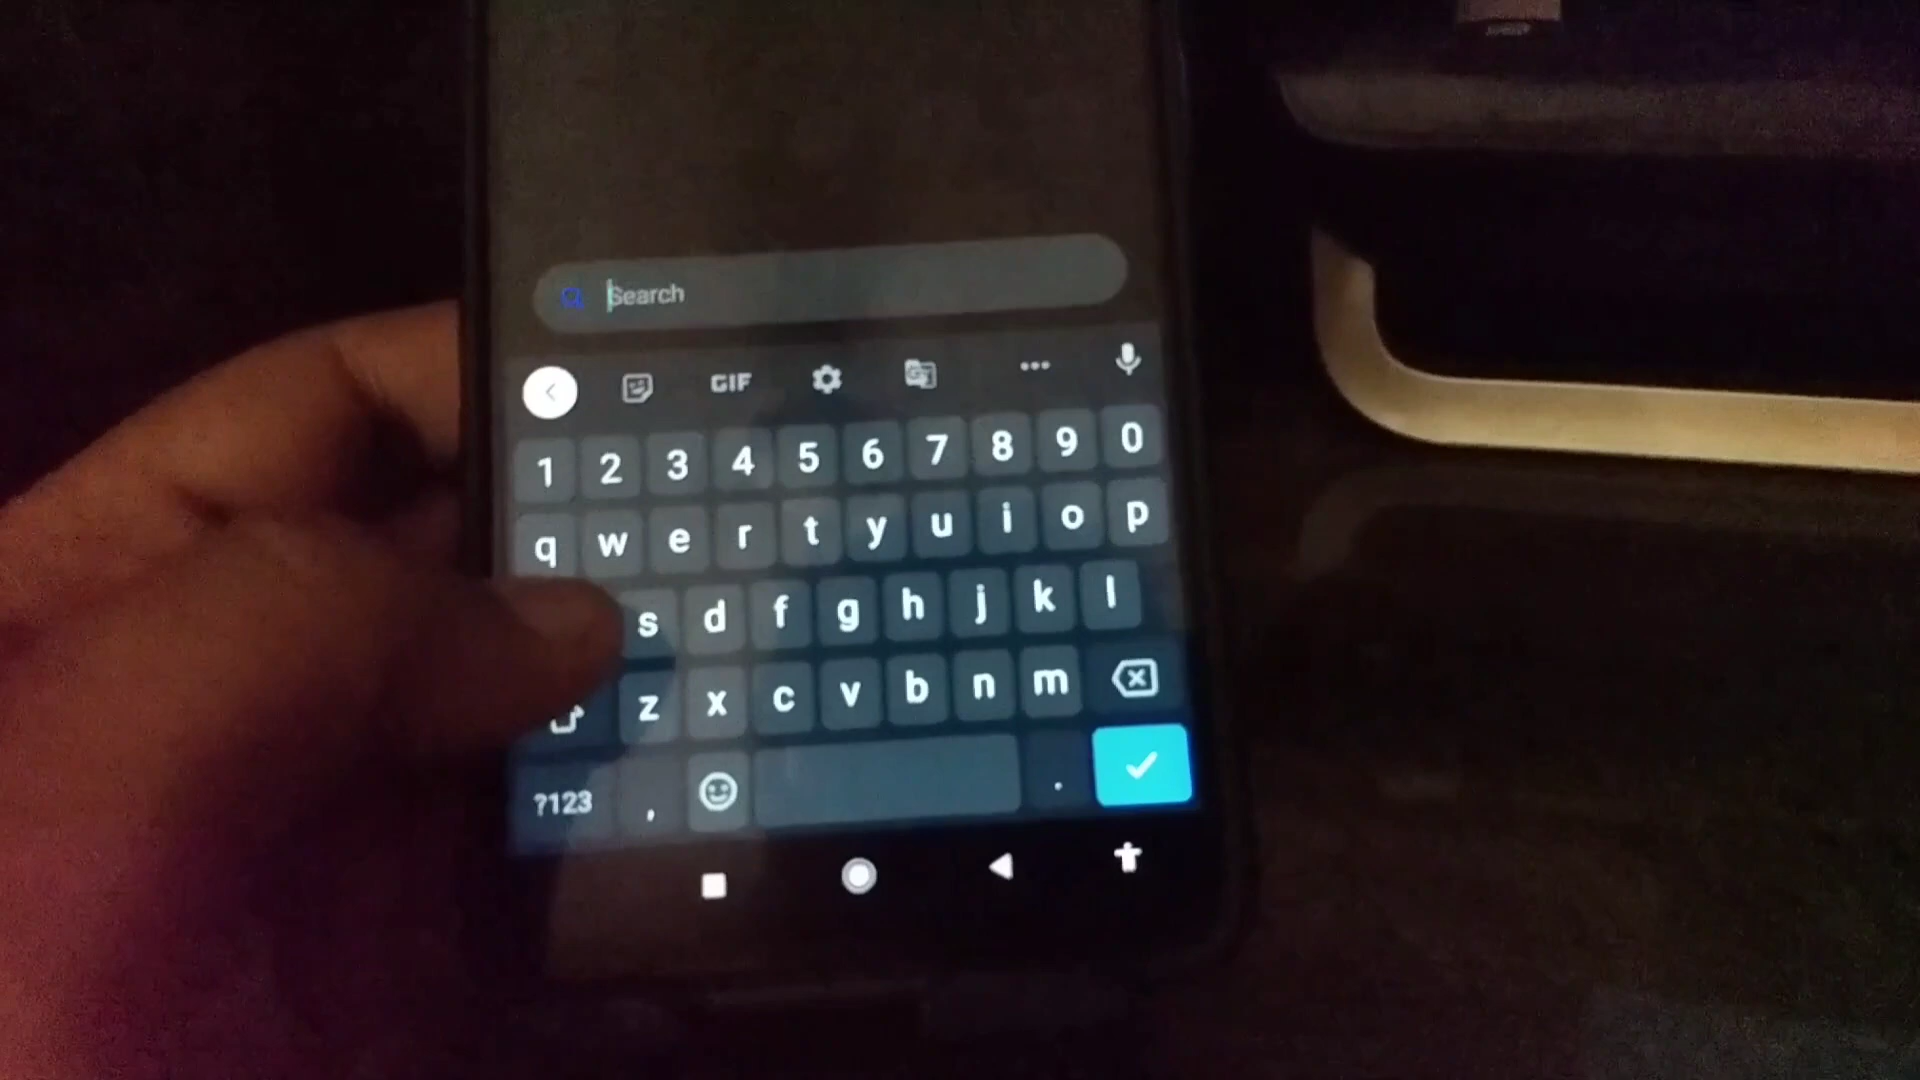 Search
GIF
1 2 3 4 5 6 7 8 9 0
q w e r t y u i o p
s d f g h j k l
z x c v b n m
?123 , .